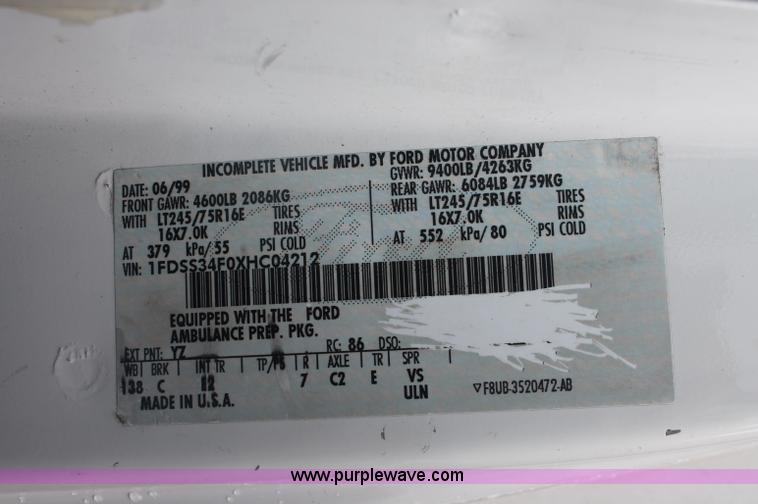 INCOMPLETE VEHICLE MFD. BY FORD MOTOR COMPANY
DATE: 06/99 GVWR: 9400LB/4263KG
FRONT GAWR: 4600LB 2086KG REAR GAWR: 6084LB 2759KG
WITH LT245/75R16E TIRES WITH LT245/75R16E TIRES
16X7.0K RIMS 16X7.0K RIMS
AT 379 kPa/55 PSI COLD AT 552 kPa/80 PSI COLD
VIN: 1FDSS34F0XHC04212
EQUIPPED WITH THE FORD
AMBULANCE PREP. PKG.
EXT PNT: YZ RC: 86 DSO:
WB BRK INT TR TP/PS R AXLE TR SPR
138 C 12 7 C2 E VS
ULN
MADE IN U.S.A. F8UB-3520472-AB
www.purplewave.com